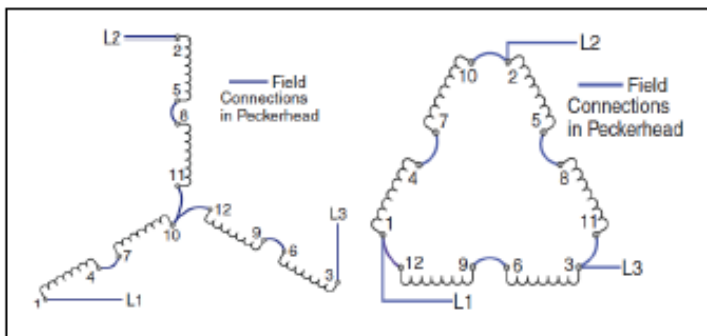 L2
2
5
8
11
10
12
9
6
3
L3
7
4
1
L1
Field
Connections
in Peckerhead
L2
10
2
7
5
4
8
1
11
12
9
6
3
L3
L1
Field
Connections
in Peckerhead